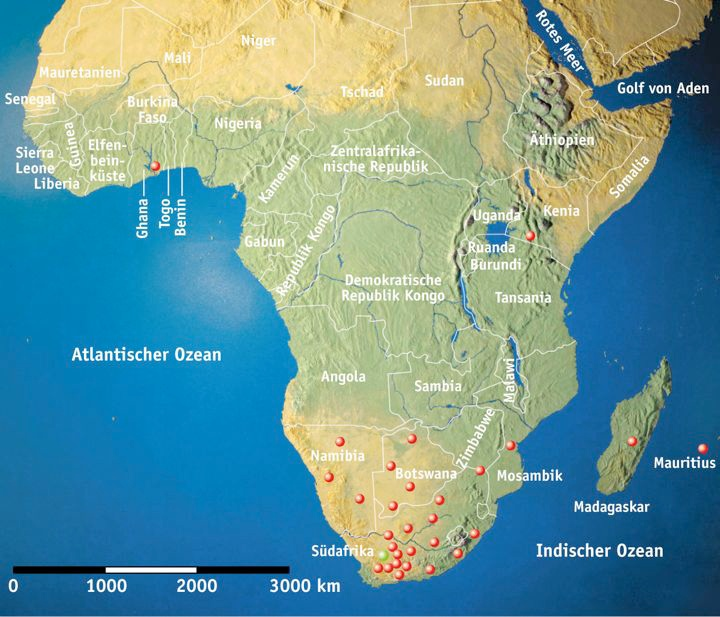 Rotes Meer
Niger
Mali
Mauretanien
Sudan
Tschad
Golf von Aden
Senegal
Burkina
Faso
Nigeria
Guinea
Äthiopien
Elfen-
bein-
küste
Sierra
Leone
Liberia
Kamerun
Zentralafrika-
nische Republik
Somalia
Ghana
Togo
Benin
Uganda
Kenia
Gabun
Republik Kongo
Ruanda
Burundi
Demokratische
Republik Kongo
Tansania
Atlantischer Ozean
Angola
Sambia
Malawi
Zimbabwe
Namibia
Botswana
Mosambik
Mauritius
Madagaskar
Südafrika
Indischer Ozean
0 1000 2000 3000 km